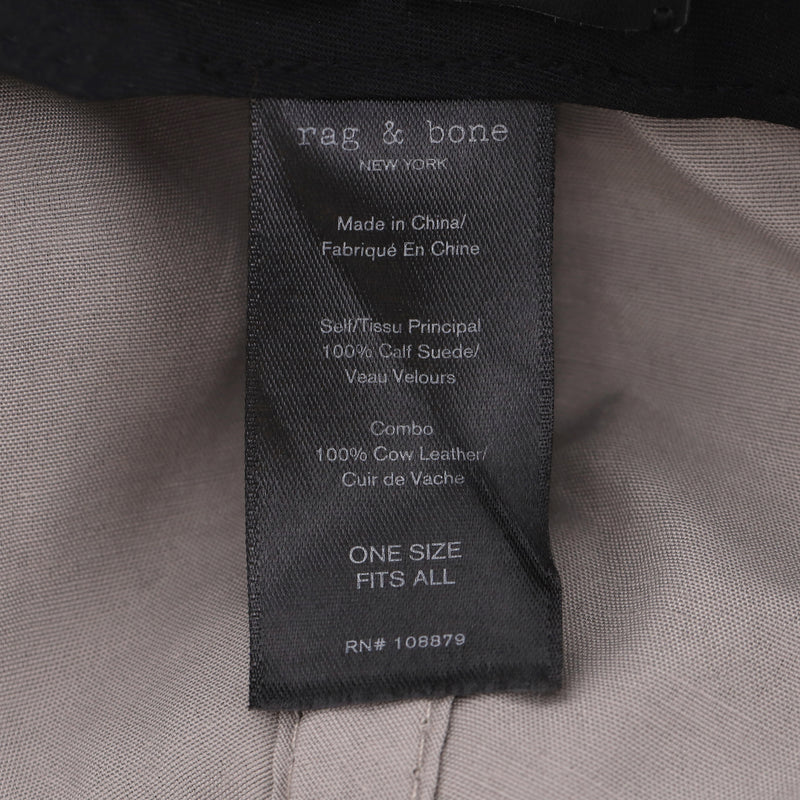 rag & bone
NEW YORK
Made in China/
Fabriqué En Chine
Self/Tissu Principal
100% Calf Suede/
Veau Velours
Combo
100% Cow Leather/
Cuir de Vache
ONE SIZE
FITS ALL
RN# 108879